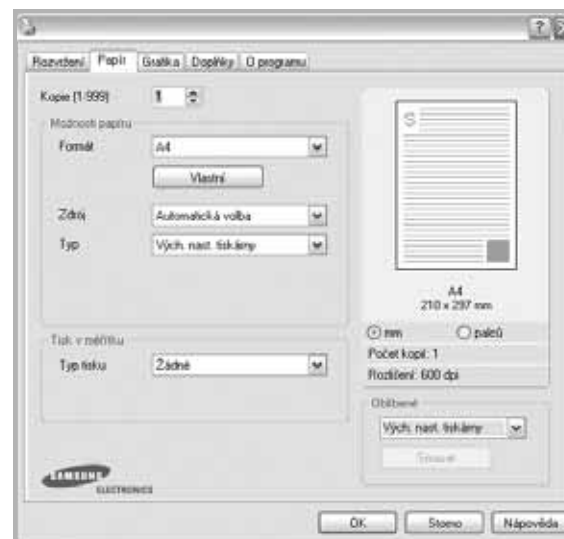 Rozvržení Papír Grafika Doplňky O programu
Kopie (1-999) 1
Možnosti papíru
Formát A4
Vlastní
Zdroj Automatická volba
Typ Vých. nast. tiskárny
Tisk v měřítku
Typ tisku Žádné
SAMSUNG
ELECTRONICS
S
A4
210 x 297 mm
mm palců
Počet kopií: 1
Rozlišení: 600 dpi
Oblíbené
Vých. nast. tiskárny
Smazat
OK Storno Nápověda